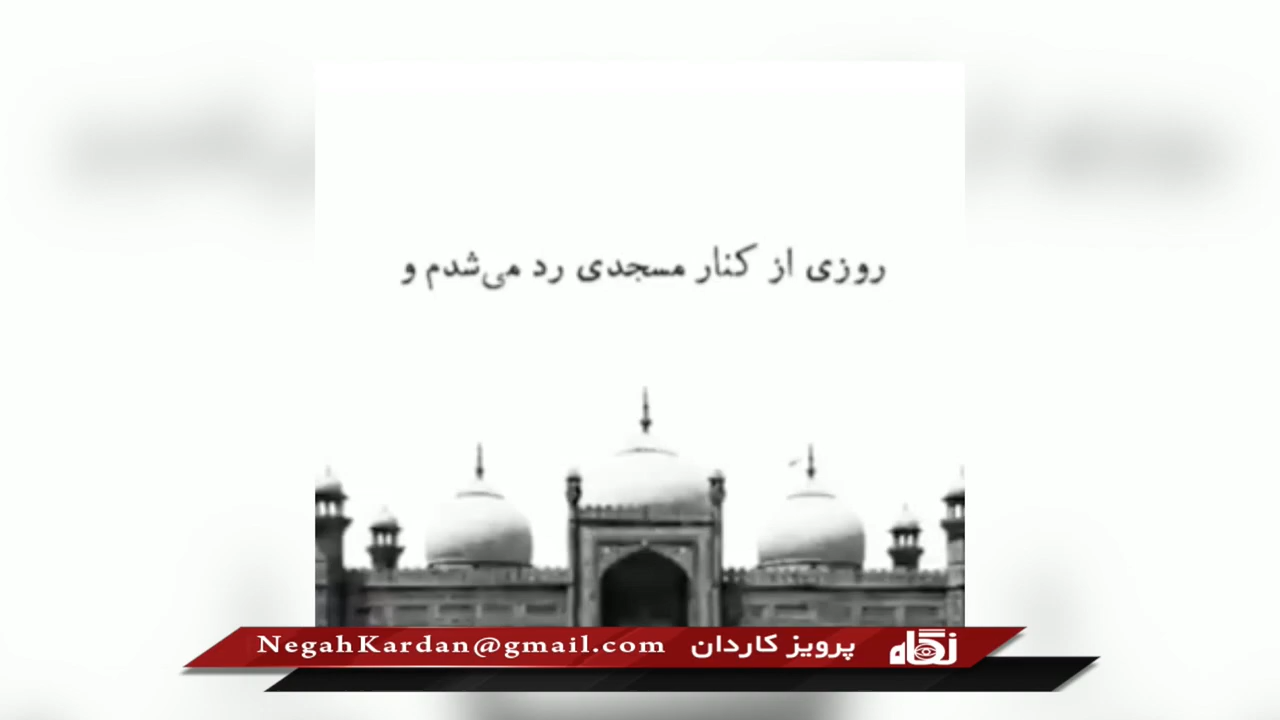 روزی از کنار مسجدی رد می‌شدم و
نگاه پرویز کاردان NegahKardan@gmail.com